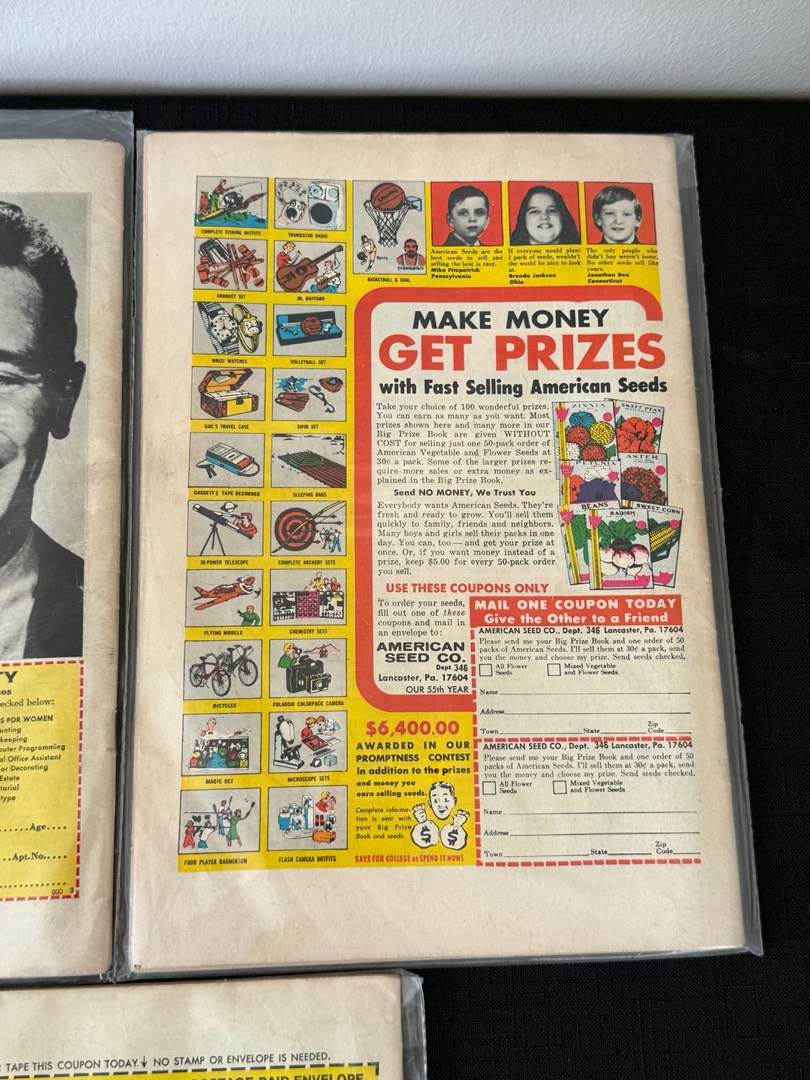 COMPLETE FISHING OUTFITS
TRANSISTOR RADIO
CROQUET SET
JR. GUITARS
WRIST WATCHES
VOLLEYBALL SET
GIRL'S TRAVEL CASE
SWIM SET
CASSETTE TAPE RECORDER
SLEEPING BAGS
30-POWER TELESCOPE
COMPLETE ARCHERY SETS
FLYING MODELS
CHEMISTRY SETS
BICYCLES
POLAROID COLORPACK CAMERA
MAGIC SET
MICROSCOPE SETS
FOUR PLAYER BADMINTON
FLASH CAMERA OUTFITS
Barry
Chamberlain
BASKETBALL & GOAL
American Seeds are the
best seeds to sell and
selling the best is easy.
Mike Fitzpatrick
Pennsylvania
If everyone would plant
1 pack of seeds, wouldn't
the world be nice to look
at.
Brenda Jackson
Ohio
The only people who
didn't buy weren't home.
No other seeds sell like
yours.
Jonathan Dee
Connecticut
MAKE MONEY
GET PRIZES
with Fast Selling American Seeds
Take your choice of 100 wonderful prizes.
You can earn as many as you want. Most
prizes shown here and many more in our
Big Prize Book are given WITHOUT
COST for selling just one 50-pack order of
American Vegetable and Flower Seeds at
30¢ a pack. Some of the larger prizes re-
quire more sales or extra money as ex-
plained in the Big Prize Book.
Send NO MONEY, We Trust You
Everybody wants American Seeds. They're
fresh and ready to grow. You'll sell them
quickly to family, friends and neighbors.
Many boys and girls sell their packs in one
day. You can, too — and get your prize at
once. Or, if you want money instead of a
prize, keep $5.00 for every 50-pack order
you sell.
ZINNIA
SWEET PEAS
PETUNIA
ASTER
BEANS
RADISH
SWEET CORN
USE THESE COUPONS ONLY
To order your seeds,
fill out one of these
coupons and mail in
an envelope to:
AMERICAN
SEED CO.
Dept. 346
Lancaster, Pa. 17604
OUR 55th YEAR
$6,400.00
AWARDED IN OUR
PROMPTNESS CONTEST
in addition to the prizes
and money you
earn selling seeds.
Complete informa-
tion is sent with
your Big Prize
Book and seeds.
SAVE FOR COLLEGE or SPEND IT NOW!
MAIL ONE COUPON TODAY
Give the Other to a Friend
AMERICAN SEED CO., Dept. 346 Lancaster, Pa. 17604
Please send me your Big Prize Book and one order of 50
packs of American Seeds. I'll sell them at 30¢ a pack, send
you the money and choose my prize. Send seeds checked.
All Flower Seeds
Mixed Vegetable and Flower Seeds.
Name
Address
Town State Zip Code
AMERICAN SEED CO., Dept. 346 Lancaster, Pa. 17604
Please send me your Big Prize Book and one order of 50
packs of American Seeds. I'll sell them at 30¢ a pack, send
you the money and choose my prize. Send seeds checked.
All Flower Seeds
Mixed Vegetable and Flower Seeds.
Name
Address
Town State Zip Code
ecked below:
S FOR WOMEN
unting
keeping
uter Programming
al Office Assistant
or Decorating
Estate
torial
type
Age....
Apt.No.....
TAPE THIS COUPON TODAY. NO STAMP OR ENVELOPE IS NEEDED.